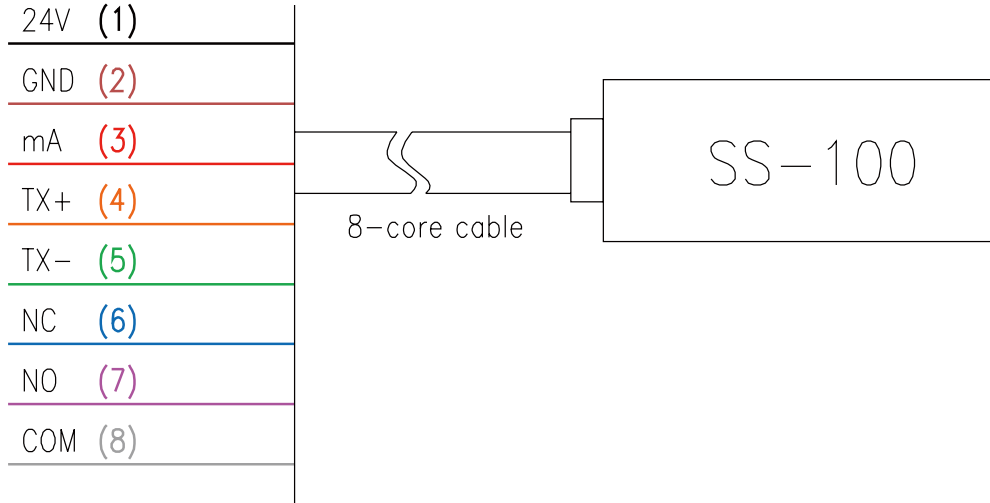 24V (1)
GND (2)
mA (3)
TX+ (4)
TX- (5)
NC (6)
NO (7)
COM (8)
8-core cable
SS-100